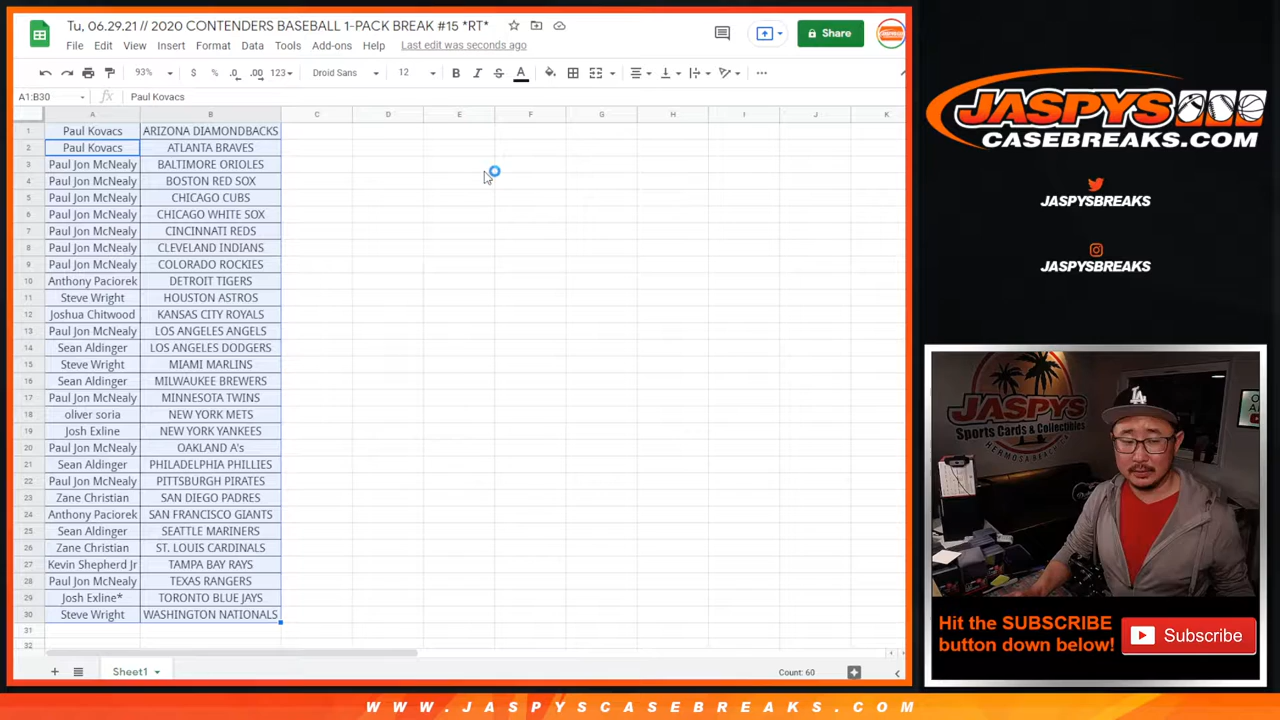 Tu, 06.29.21 // 2020 CONTENDERS BASEBALL 1-PACK BREAK #15 *RT*
File Edit View Insert Format Data Tools Add-ons Help Last edit was seconds ago
Share
93% $ % .0 .00 123 Droid Sans 12 B I S A
A1:B30 fx Paul Kovacs
A B C D E F G H I J K
1 Paul Kovacs ARIZONA DIAMONDBACKS
2 Paul Kovacs ATLANTA BRAVES
3 Paul Jon McNealy BALTIMORE ORIOLES
4 Paul Jon McNealy BOSTON RED SOX
5 Paul Jon McNealy CHICAGO CUBS
6 Paul Jon McNealy CHICAGO WHITE SOX
7 Paul Jon McNealy CINCINNATI REDS
8 Paul Jon McNealy CLEVELAND INDIANS
9 Paul Jon McNealy COLORADO ROCKIES
10 Anthony Paciorek DETROIT TIGERS
11 Steve Wright HOUSTON ASTROS
12 Joshua Chitwood KANSAS CITY ROYALS
13 Paul Jon McNealy LOS ANGELES ANGELS
14 Sean Aldinger LOS ANGELES DODGERS
15 Steve Wright MIAMI MARLINS
16 Sean Aldinger MILWAUKEE BREWERS
17 Paul Jon McNealy MINNESOTA TWINS
18 oliver soria NEW YORK METS
19 Josh Exline NEW YORK YANKEES
20 Paul Jon McNealy OAKLAND A's
21 Sean Aldinger PHILADELPHIA PHILLIES
22 Paul Jon McNealy PITTSBURGH PIRATES
23 Zane Christian SAN DIEGO PADRES
24 Anthony Paciorek SAN FRANCISCO GIANTS
25 Sean Aldinger SEATTLE MARINERS
26 Zane Christian ST. LOUIS CARDINALS
27 Kevin Shepherd Jr TAMPA BAY RAYS
28 Paul Jon McNealy TEXAS RANGERS
29 Josh Exline* TORONTO BLUE JAYS
30 Steve Wright WASHINGTON NATIONALS
31
32
Sheet1
Count: 60
JASPYS
CASEBREAKS.COM
JASPYSBREAKS
JASPYSBREAKS
JASPYS
Sports Cards & Collectibles
HERMOSA BEACH
LA
Hit the SUBSCRIBE
button down below!
Subscribe
WWW.JASPYSCASEBREAKS.COM